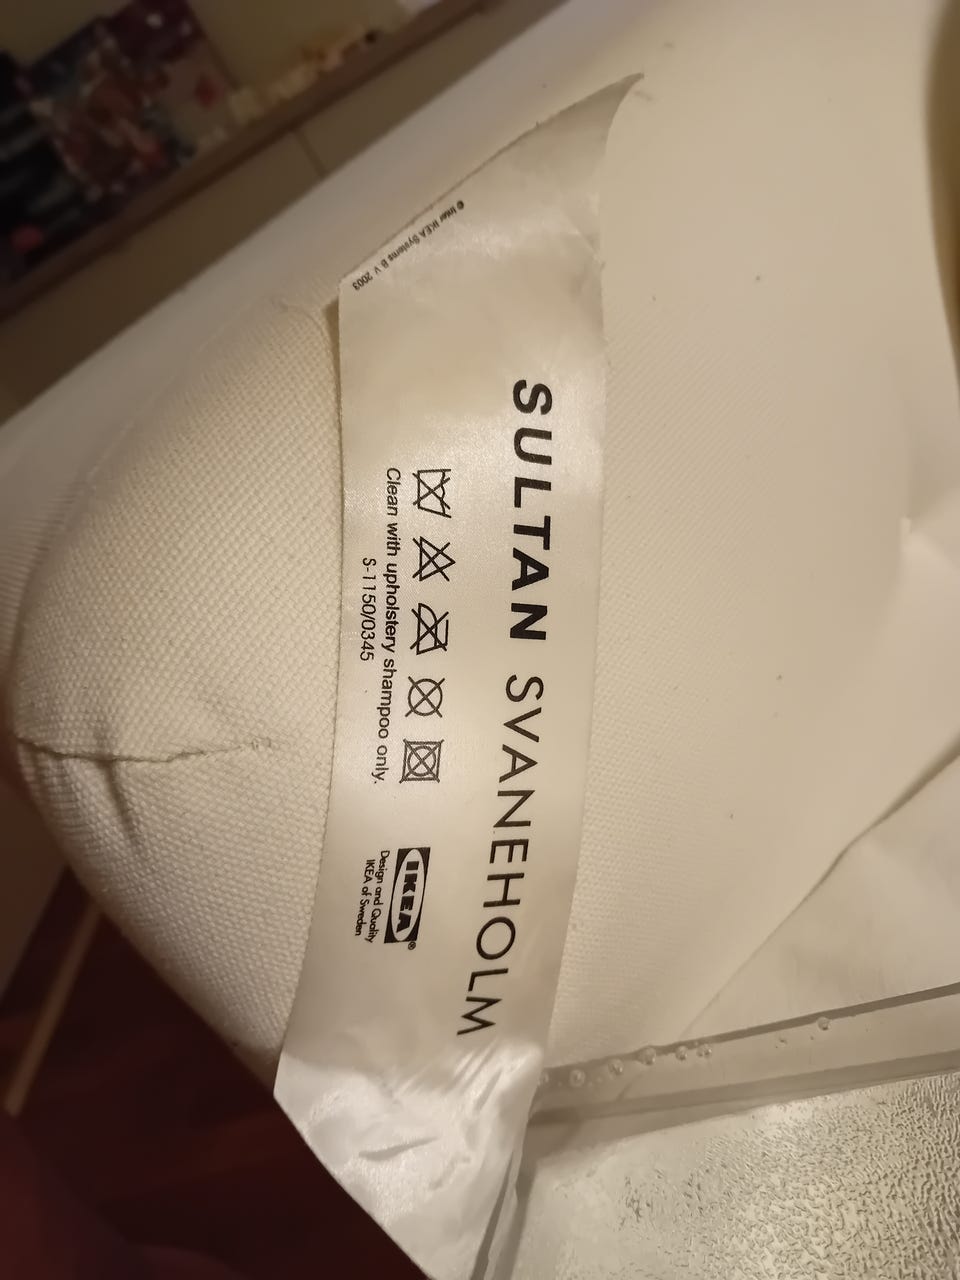 SULTAN SVANEHOLM
Clean with upholstery shampoo only.
S-1150/0345
IKEA®
Design and Quality
IKEA of Sweden
© Inter IKEA Systems B.V. 2003